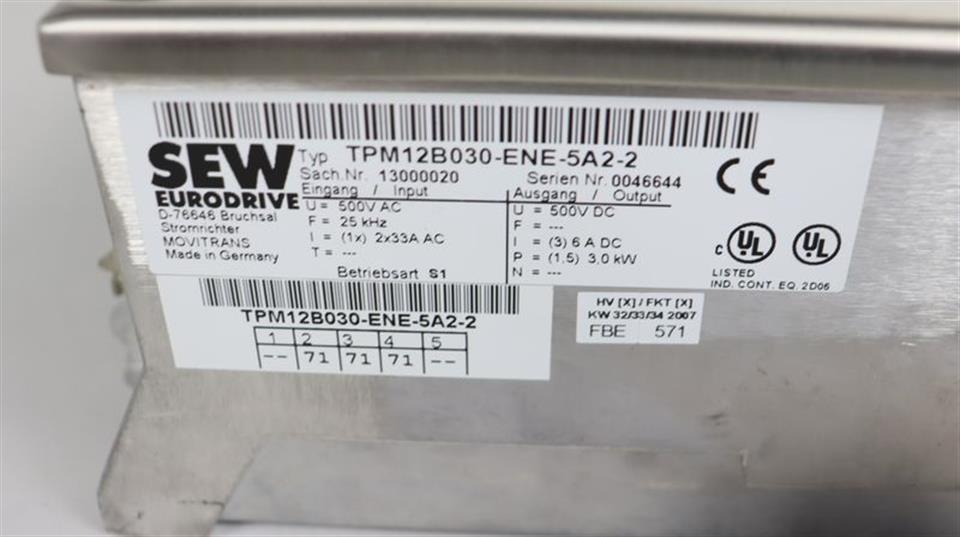 SEW
EURODRIVE
D-76646 Bruchsal
Stromrichter
MOVITRANS
Made in Germany
Typ TPM12B030-ENE-5A2-2
Sach.Nr. 13000020 Serien Nr. 0046644
Eingang / Input
U = 500V AC
F = 25 kHz
I = (1x) 2x33A AC
T = ---
Betriebsart S1
Ausgang / Output
U = 500V DC
F = ---
I = (3) 6 A DC
P = (1.5) 3,0 kW
N = ---
CE
c UL UL
LISTED
IND. CONT. EQ. 2D06
TPM12B030-ENE-5A2-2
1 2 3 4 5
-- 71 71 71 --
HV [X] / FKT [X]
KW 32/33/34 2007
FBE 571